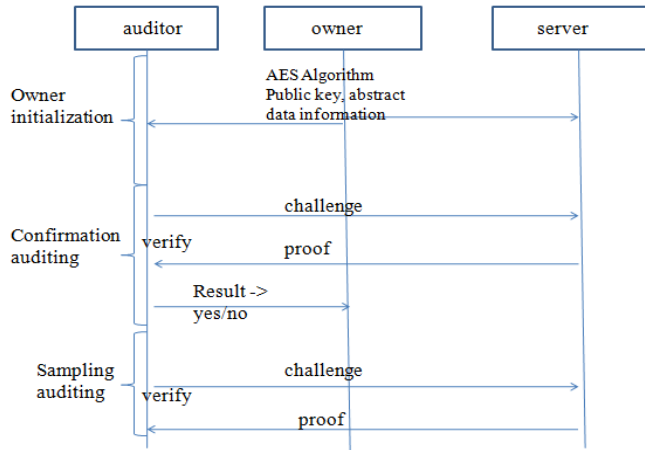 auditor
owner
server
Owner
initialization
AES Algorithm
Public key, abstract
data information
Confirmation
auditing
challenge
verify
proof
Result ->
yes/no
Sampling
auditing
challenge
verify
proof